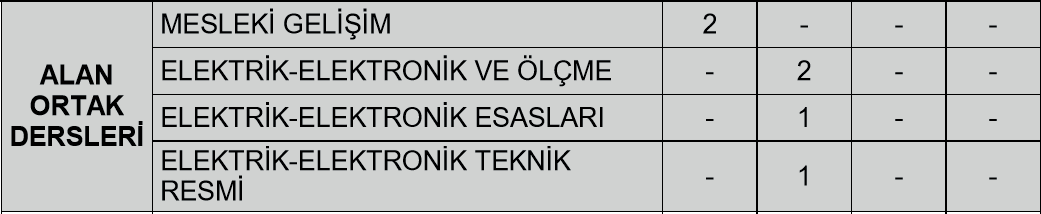 ALAN
ORTAK
DERSLERİ
MESLEKİ GELİŞİM 2 - - -
ELEKTRİK-ELEKTRONİK VE ÖLÇME - 2 - -
ELEKTRİK-ELEKTRONİK ESASLARI - 1 - -
ELEKTRİK-ELEKTRONİK TEKNİK
RESMİ - 1 - -